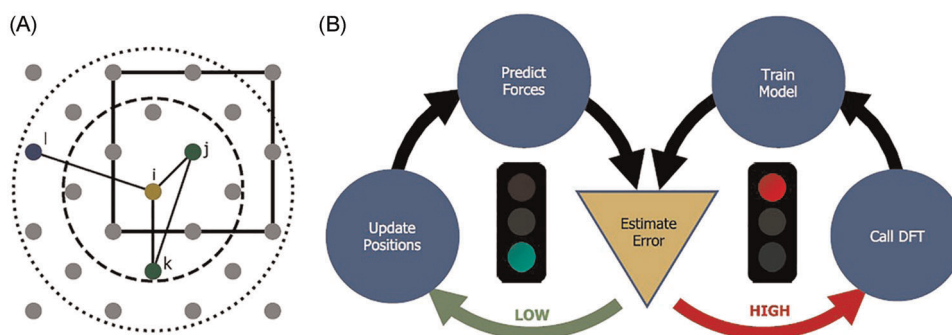 (A)
l
i
j
k
(B)
Predict
Forces
Train
Model
Update
Positions
Estimate
Error
Call DFT
LOW
HIGH